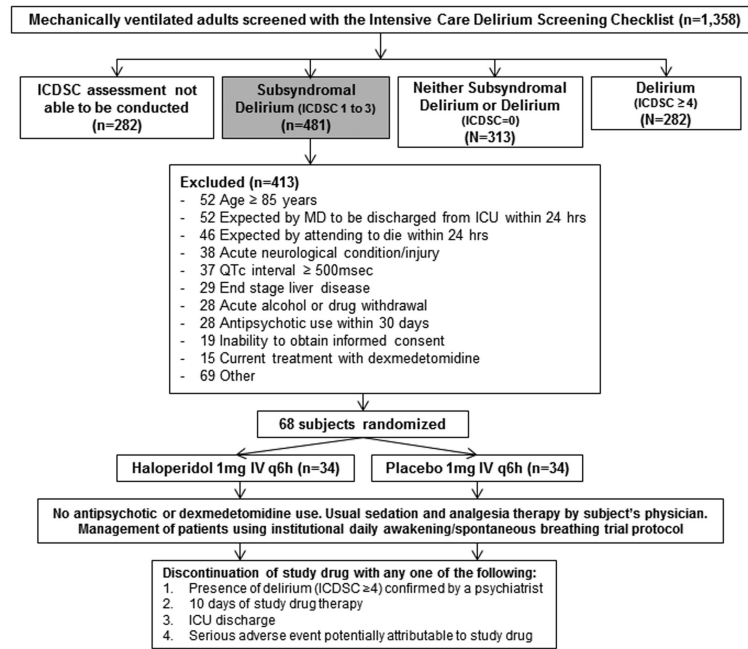 Mechanically ventilated adults screened with the Intensive Care Delirium Screening Checklist (n=1,358)
ICDSC assessment not
able to be conducted
(n=282)
Subsyndromal
Delirium (ICDSC 1 to 3)
(n=481)
Neither Subsyndromal
Delirium or Delirium
(ICDSC=0)
(N=313)
Delirium
(ICDSC ≥ 4)
(N=282)
Excluded (n=413)
- 52 Age ≥ 85 years
- 52 Expected by MD to be discharged from ICU within 24 hrs
- 46 Expected by attending to die within 24 hrs
- 38 Acute neurological condition/injury
- 37 QTc interval ≥ 500msec
- 29 End stage liver disease
- 28 Acute alcohol or drug withdrawal
- 28 Antipsychotic use within 30 days
- 19 Inability to obtain informed consent
- 15 Current treatment with dexmedetomidine
- 69 Other
68 subjects randomized
Haloperidol 1mg IV q6h (n=34)
Placebo 1mg IV q6h (n=34)
No antipsychotic or dexmedetomidine use. Usual sedation and analgesia therapy by subject's physician.
Management of patients using institutional daily awakening/spontaneous breathing trial protocol
Discontinuation of study drug with any one of the following:
1. Presence of delirium (ICDSC ≥4) confirmed by a psychiatrist
2. 10 days of study drug therapy
3. ICU discharge
4. Serious adverse event potentially attributable to study drug